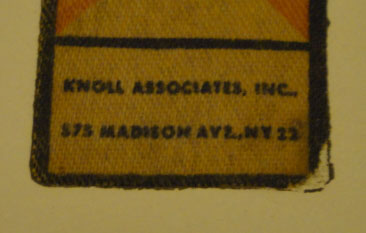 KNOLL ASSOCIATES, INC.,
575 MADISON AVE., NY 22